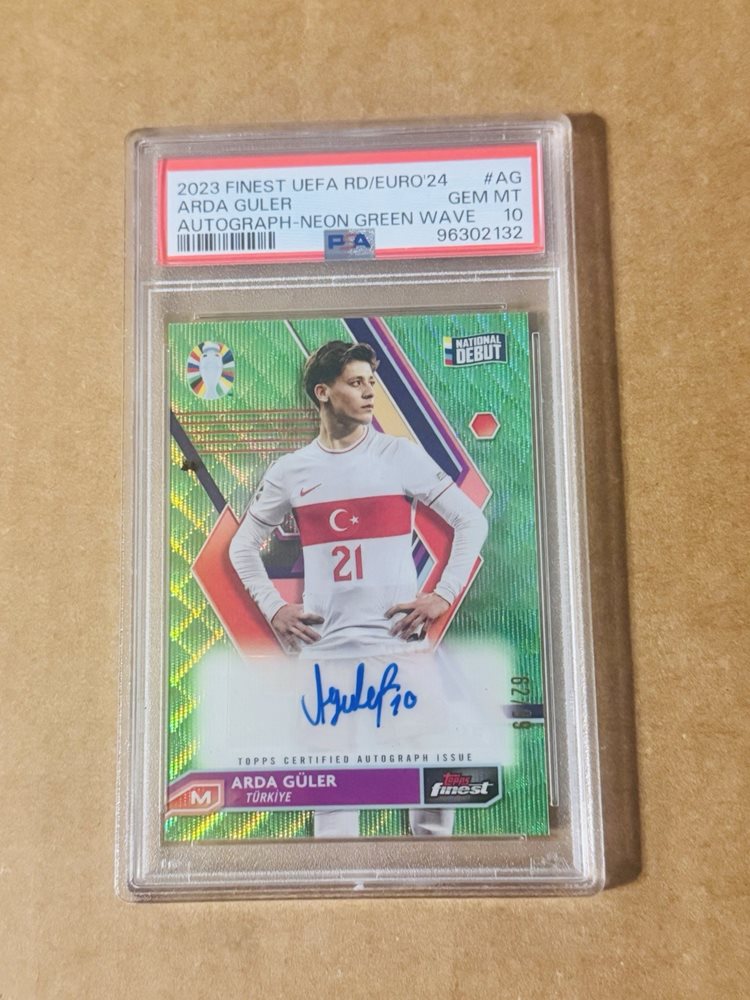 2023 FINEST UEFA RD/EURO'24 #AG
ARDA GULER GEM MT
AUTOGRAPH-NEON GREEN WAVE 10
PSA 96302132
NATIONAL
DEBUT
21
10
TOPPS CERTIFIED AUTOGRAPH ISSUE
ARDA GÜLER
TÜRKİYE
M
Topps
finest